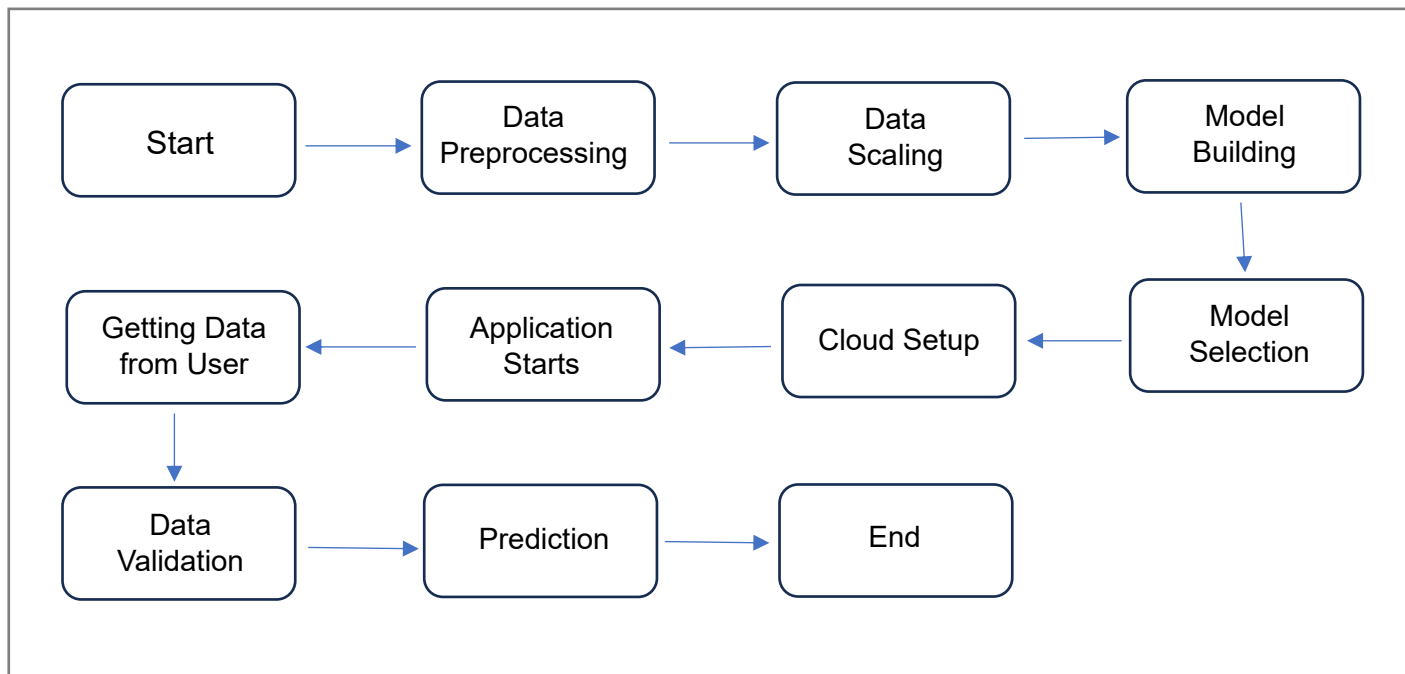 Start
Data
Preprocessing
Data
Scaling
Model
Building
Getting Data
from User
Application
Starts
Cloud Setup
Model
Selection
Data
Validation
Prediction
End